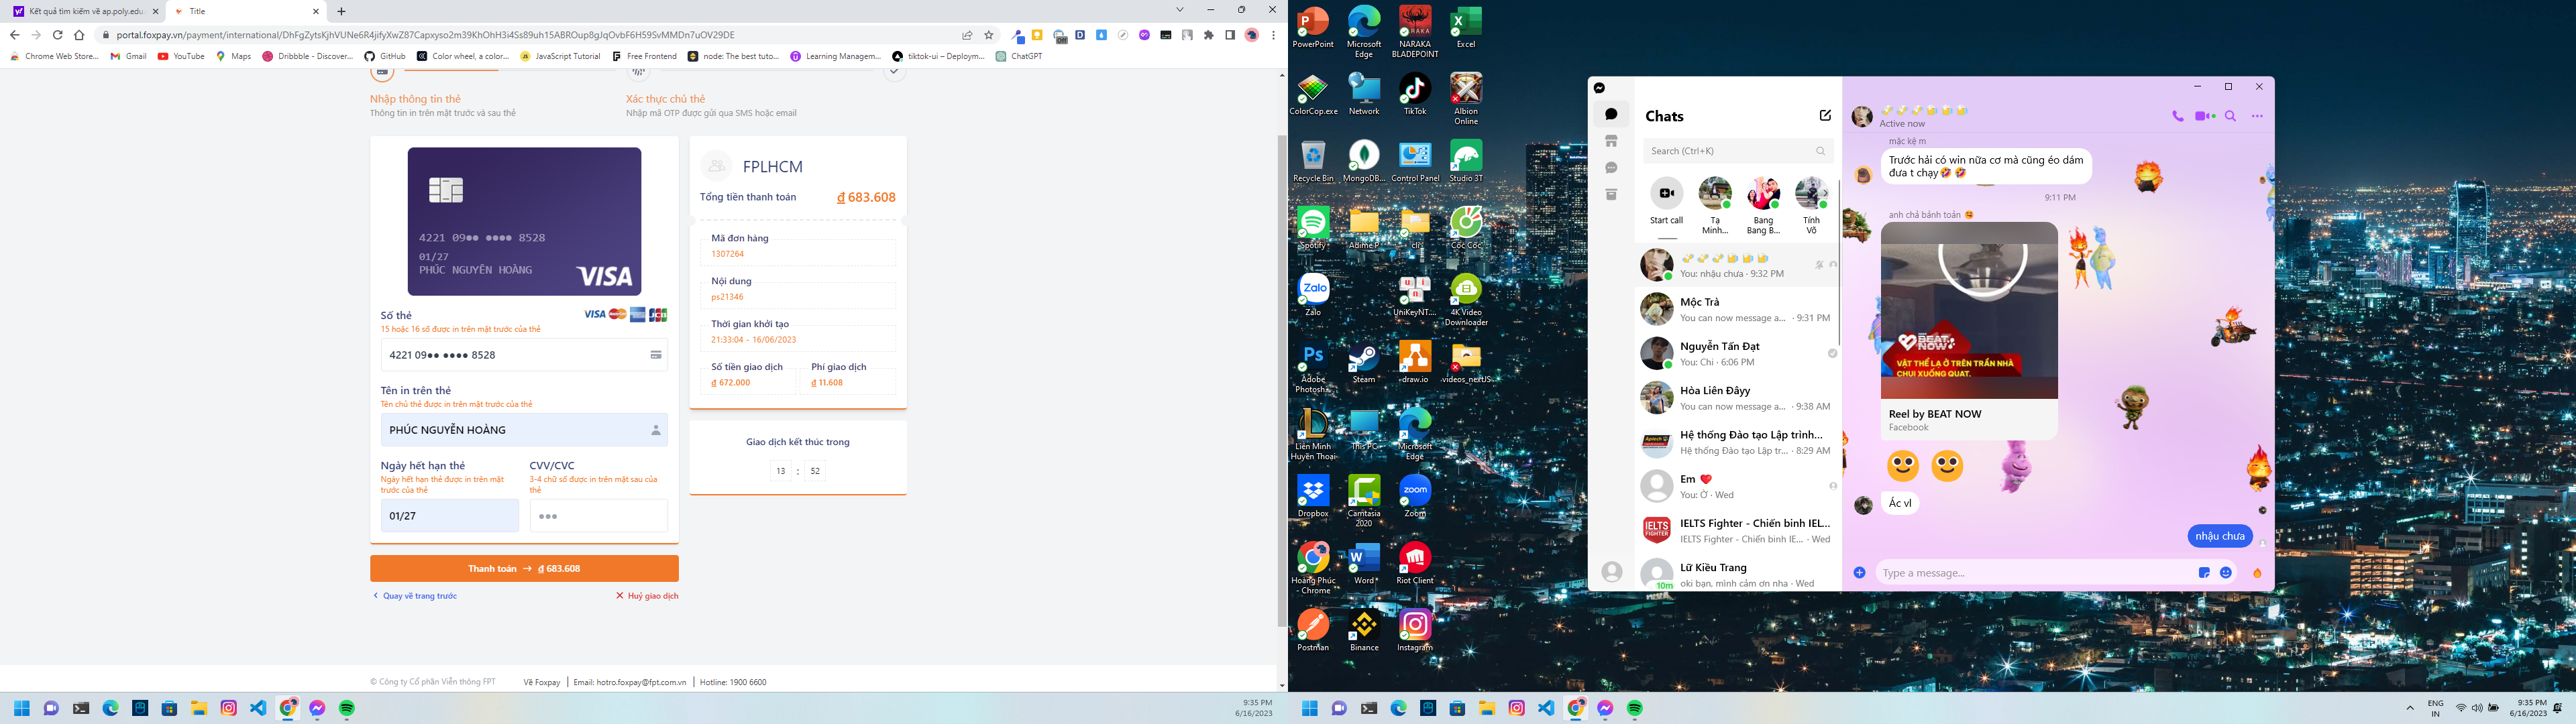 Kết quả tìm kiếm về ap.poly.edu
Title
portal.foxpay.vn/payment/international/DhFgZytsKjhVUNe6R4jifyXwZ87Capxyso2m39KhOhH3i4Ss89uh15ABROup8gJqOvbF6H59SvMMDn7uOV29DE
Chrome Web Store...
Gmail
YouTube
Maps
Dribbble - Discover...
GitHub
Color wheel, a color...
JavaScript Tutorial
Free Frontend
node: The best tuto...
Learning Managem...
tiktok-ui – Deploym...
ChatGPT
Nhập thông tin thẻ
Thông tin in trên mặt trước và sau thẻ
Xác thực chủ thẻ
Nhập mã OTP được gửi qua SMS hoặc email
4221 09●● ●●●● 8528
01/27
PHÚC NGUYỄN HOÀNG
VISA
Số thẻ
15 hoặc 16 số được in trên mặt trước của thẻ
VISA
JCB
4221 09●● ●●●● 8528
Tên in trên thẻ
Tên chủ thẻ được in trên mặt trước của thẻ
PHÚC NGUYỄN HOÀNG
Ngày hết hạn thẻ
Ngày hết hạn thẻ được in trên mặt
trước của thẻ
01/27
CVV/CVC
3-4 chữ số được in trên mặt sau của
thẻ
●●●
Thanh toán → ₫ 683.608
Quay về trang trước
Huỷ giao dịch
FPLHCM
Tổng tiền thanh toán
₫ 683.608
Mã đơn hàng
1307264
Nội dung
ps21346
Thời gian khởi tạo
21:33:04 - 16/06/2023
Số tiền giao dịch
₫ 672.000
Phí giao dịch
₫ 11.608
Giao dịch kết thúc trong
13 : 52
© Công ty Cổ phần Viễn thông FPT
Về Foxpay
Email: hotro.foxpay@fpt.com.vn
Hotline: 1900 6600
9:35 PM
6/16/2023
PowerPoint
Microsoft
Edge
NARAKA
BLADEPOINT
Excel
ColorCop.exe
Network
TikTok
Albion
Online
Recycle Bin
MongoDB...
Control Panel
Studio 3T
Spotify
Adime P
clii
Cốc Cốc
Zalo
Zalo
UniKeyNT....
4K Video
Downloader
Ps
Adobe
Photosh...
Steam
draw.io
videos_nexUS
Liên Minh
Huyền Thoại
This PC
Microsoft
Edge
Dropbox
Camtasia
2020
zoom
Zoom
Hoàng Phúc
- Chrome
Word
Riot Client
Postman
Binance
Instagram
Chats
Search (Ctrl+K)
Start call
Tạ
Minh...
Bang
Bang B...
Tính
Võ
You: nhậu chưa · 9:32 PM
Mộc Trà
You can now message a... · 9:31 PM
Nguyễn Tấn Đạt
You: Chi · 6:06 PM
Hòa Liên Đâyy
You can now message a... · 9:38 AM
Hệ thống Đào tạo Lập trình...
Hệ thống Đào tạo Lập tr... · 8:29 AM
Em ❤️
You: Ờ · Wed
IELTS FIGHTER
IELTS Fighter - Chiến binh IEL...
IELTS Fighter - Chiến binh IE... · Wed
Lữ Kiều Trang
oki bạn, mình cảm ơn nha · Wed
10m
Active now
mặc kệ m
Trước hải có win nữa cơ mà cũng éo dám
đưa t chạy🤣🤣
9:11 PM
anh chả bảnh toản 😘
BEAT NOW
VẬT THỂ LẠ Ở TRÊN TRẦN NHÀ
CHUI XUỐNG QUẠT.
Reel by BEAT NOW
Facebook
Ác vl
nhậu chưa
Type a message...
ENG
IN
9:35 PM
6/16/2023